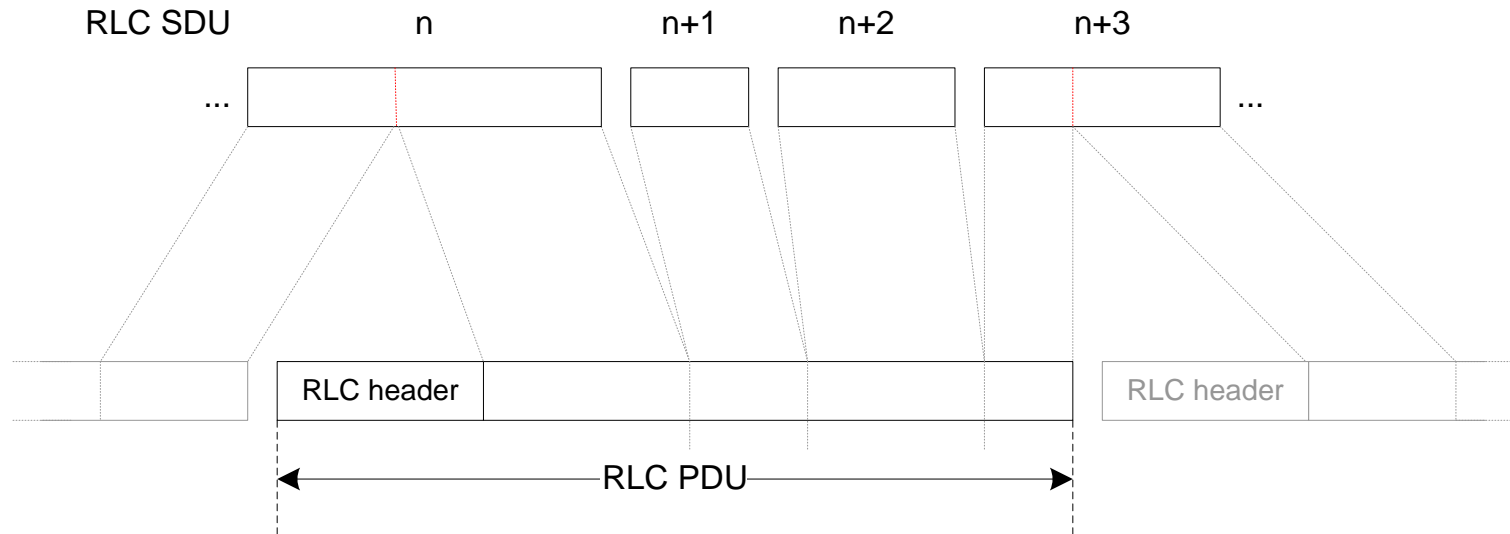 RLC SDU n n+1 n+2 n+3
... ...
RLC header RLC header
RLC PDU